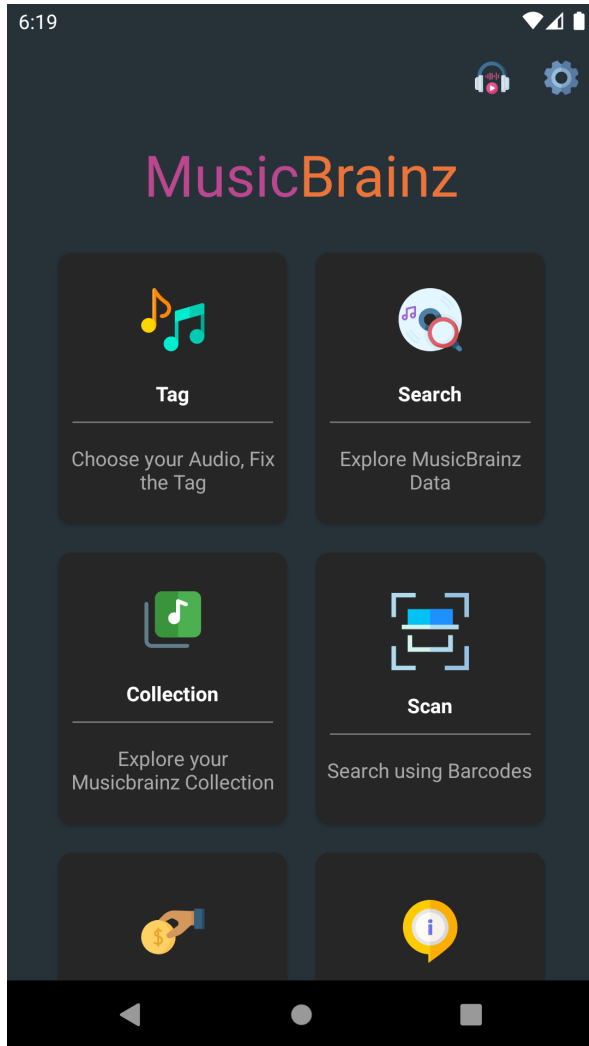 6:19
MusicBrainz
Tag
Choose your Audio, Fix
the Tag
Search
Explore MusicBrainz
Data
Collection
Explore your
Musicbrainz Collection
Scan
Search using Barcodes
$
i